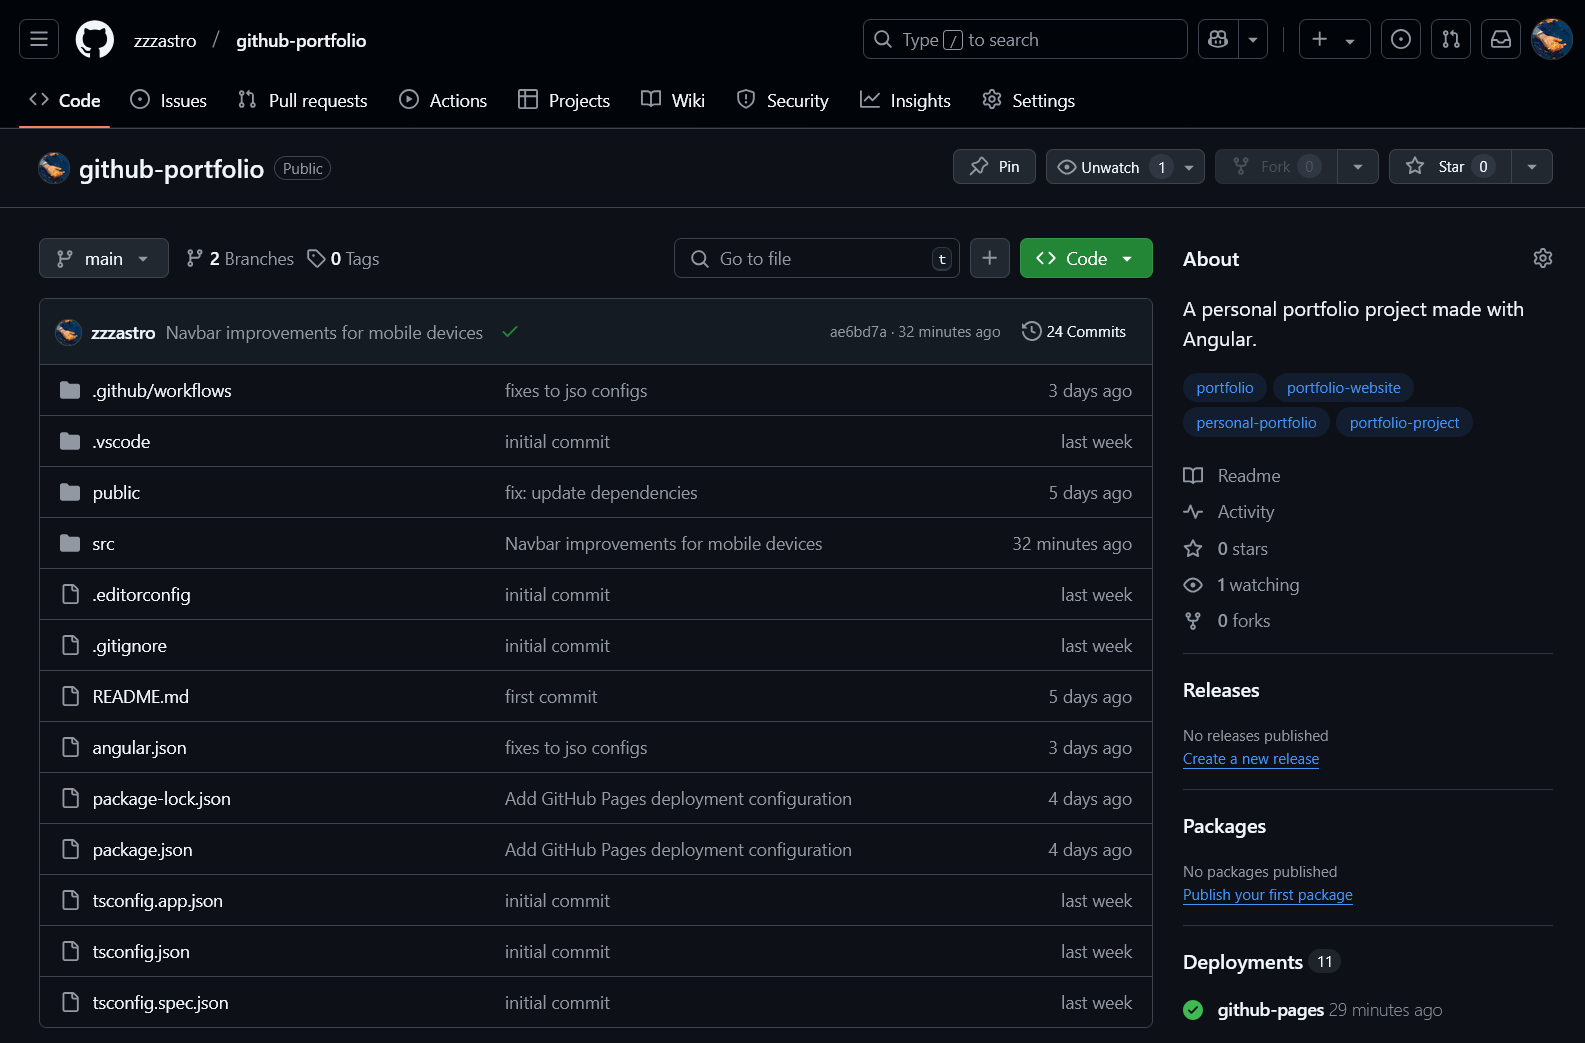 zzzastro / github-portfolio
Type / to search
Code Issues Pull requests Actions Projects Wiki Security Insights Settings
github-portfolio Public
Pin Unwatch 1 Fork 0 Star 0
main 2 Branches 0 Tags Go to file t + Code
zzzastro Navbar improvements for mobile devices ae6bd7a · 32 minutes ago 24 Commits
.github/workflows fixes to jso configs 3 days ago
.vscode initial commit last week
public fix: update dependencies 5 days ago
src Navbar improvements for mobile devices 32 minutes ago
.editorconfig initial commit last week
.gitignore initial commit last week
README.md first commit 5 days ago
angular.json fixes to jso configs 3 days ago
package-lock.json Add GitHub Pages deployment configuration 4 days ago
package.json Add GitHub Pages deployment configuration 4 days ago
tsconfig.app.json initial commit last week
tsconfig.json initial commit last week
tsconfig.spec.json initial commit last week
About
A personal portfolio project made with
Angular.
portfolio portfolio-website
personal-portfolio portfolio-project
Readme
Activity
0 stars
1 watching
0 forks
Releases
No releases published
Create a new release
Packages
No packages published
Publish your first package
Deployments 11
github-pages 29 minutes ago